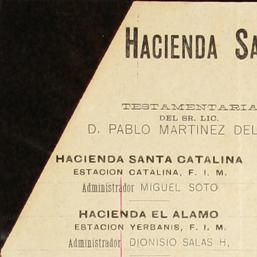 HACIENDA SA
TESTAMENTARIA
DEL SR. LIC.
D. PABLO MARTINEZ DEL
HACIENDA SANTA CATALINA
ESTACION CATALINA, F. I. M.
Administrador MIGUEL SOTO
HACIENDA EL ALAMO
ESTACION YERBANIS, F. I. M.
Administrador DIONISIO SALAS H,